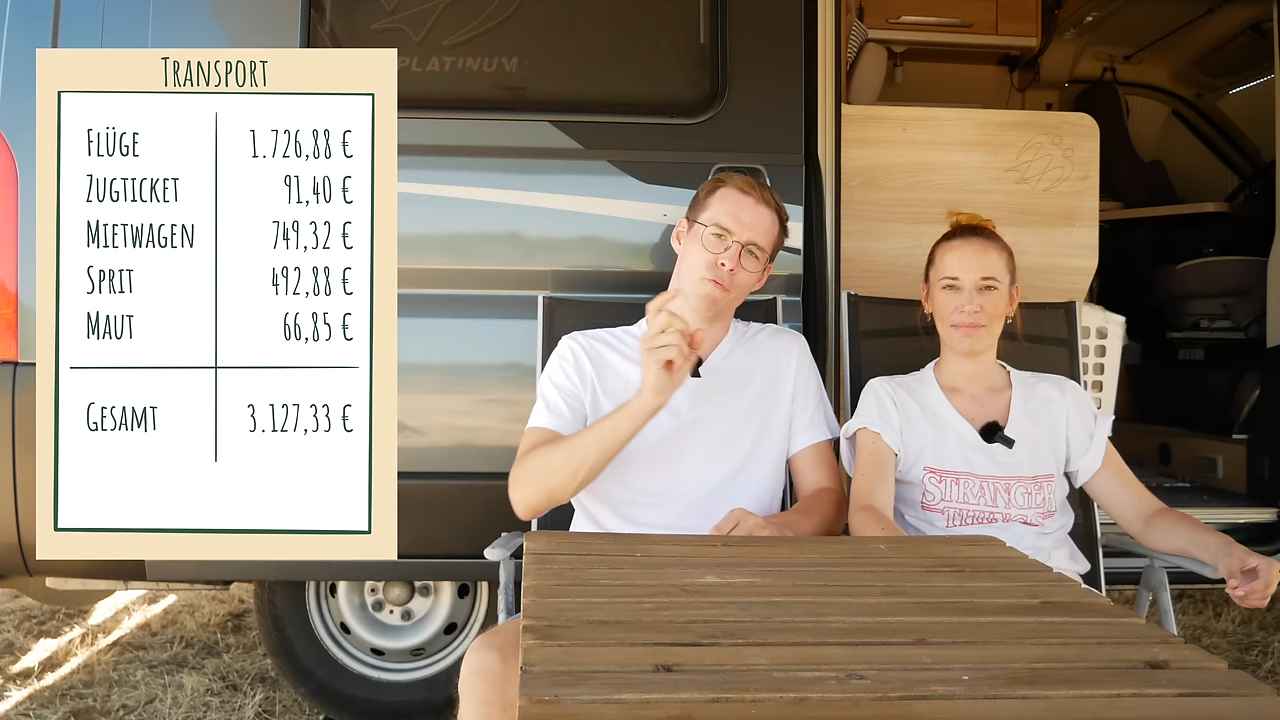 Transport
Flüge 1.726,88 €
Zugticket 91,40 €
Mietwagen 749,32 €
Sprit 492,88 €
Maut 66,85 €
Gesamt 3.127,33 €
PLATINUM
STRANGER
THINGS